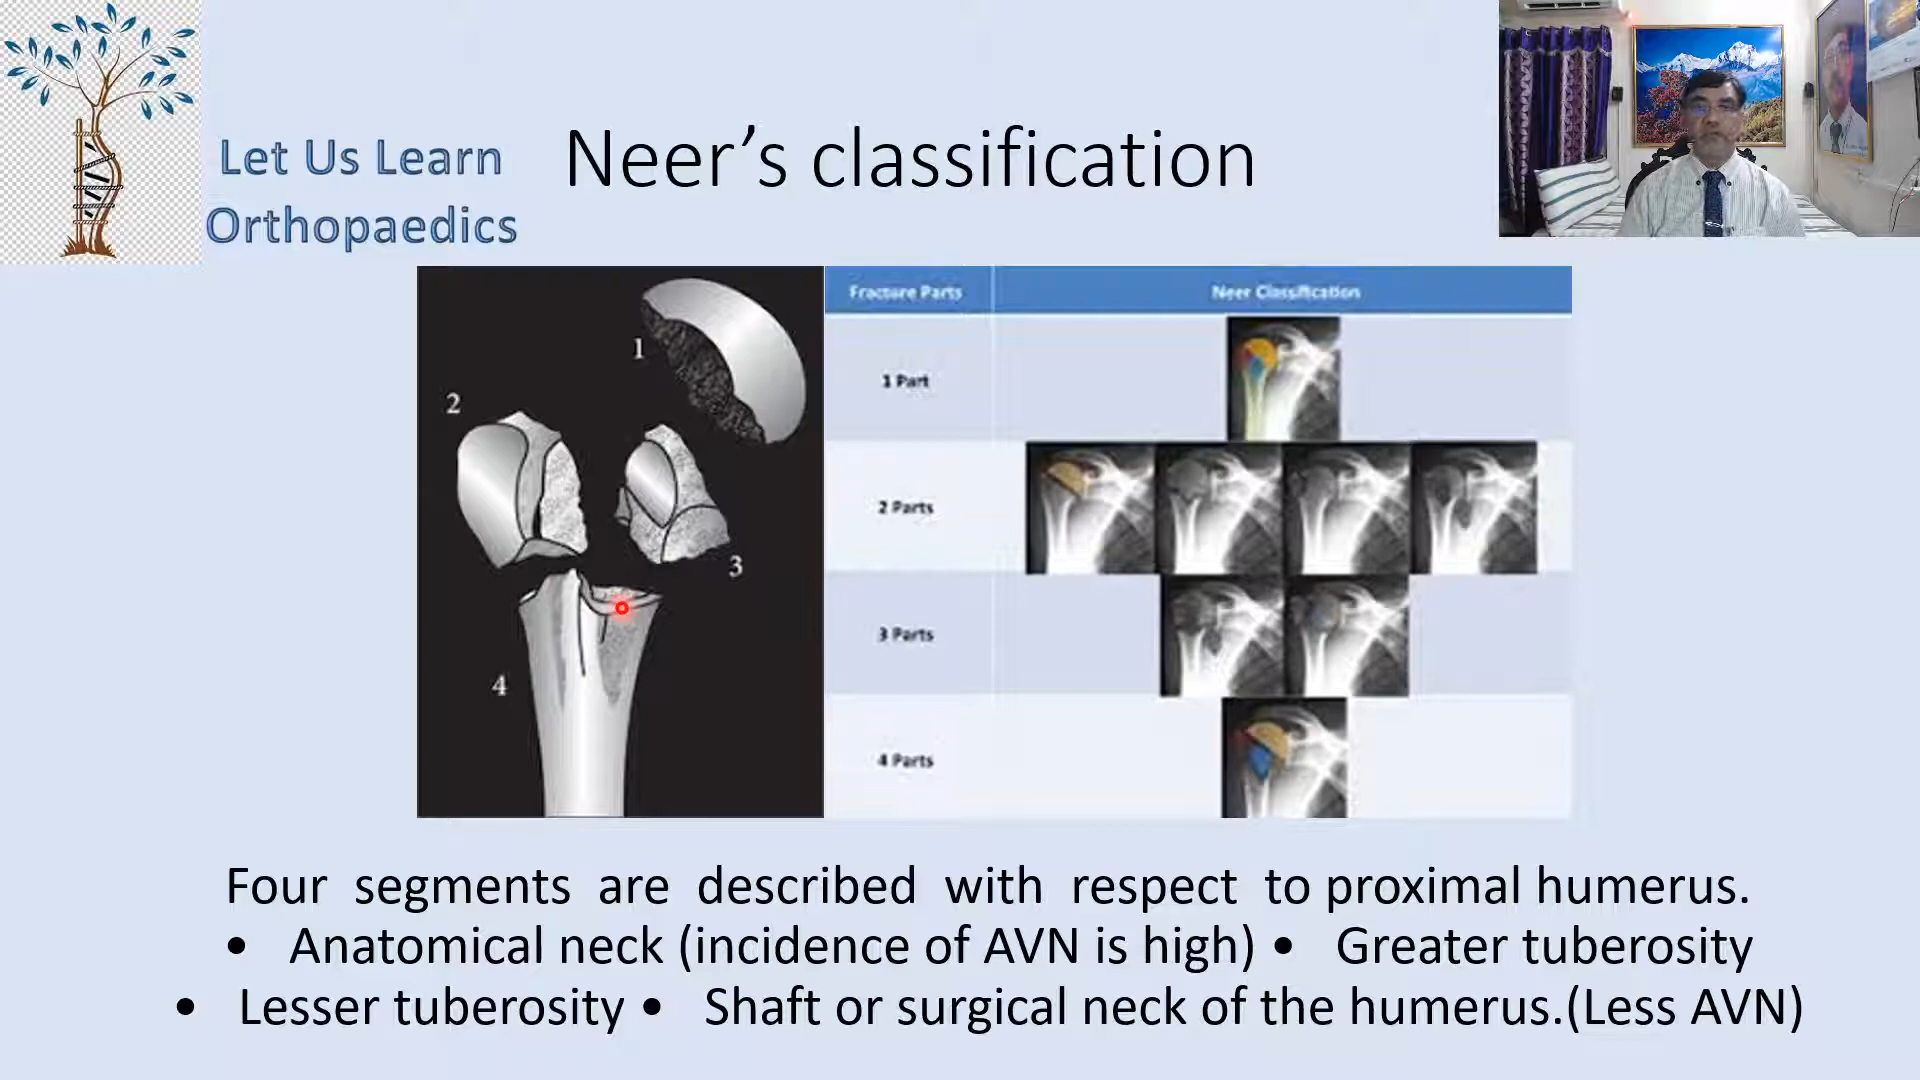 Let Us Learn
Orthopaedics
Neer’s classification
1
2
3
4
Fracture Parts Neer Classification
1 Part
2 Parts
3 Parts
4 Parts
Four segments are described with respect to proximal humerus.
• Anatomical neck (incidence of AVN is high) • Greater tuberosity
• Lesser tuberosity • Shaft or surgical neck of the humerus.(Less AVN)